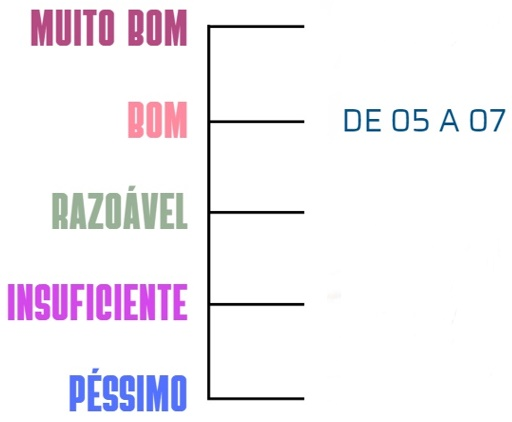 MUITO BOM
BOM
DE 05 A 07
RAZOÁVEL
INSUFICIENTE
PÉSSIMO